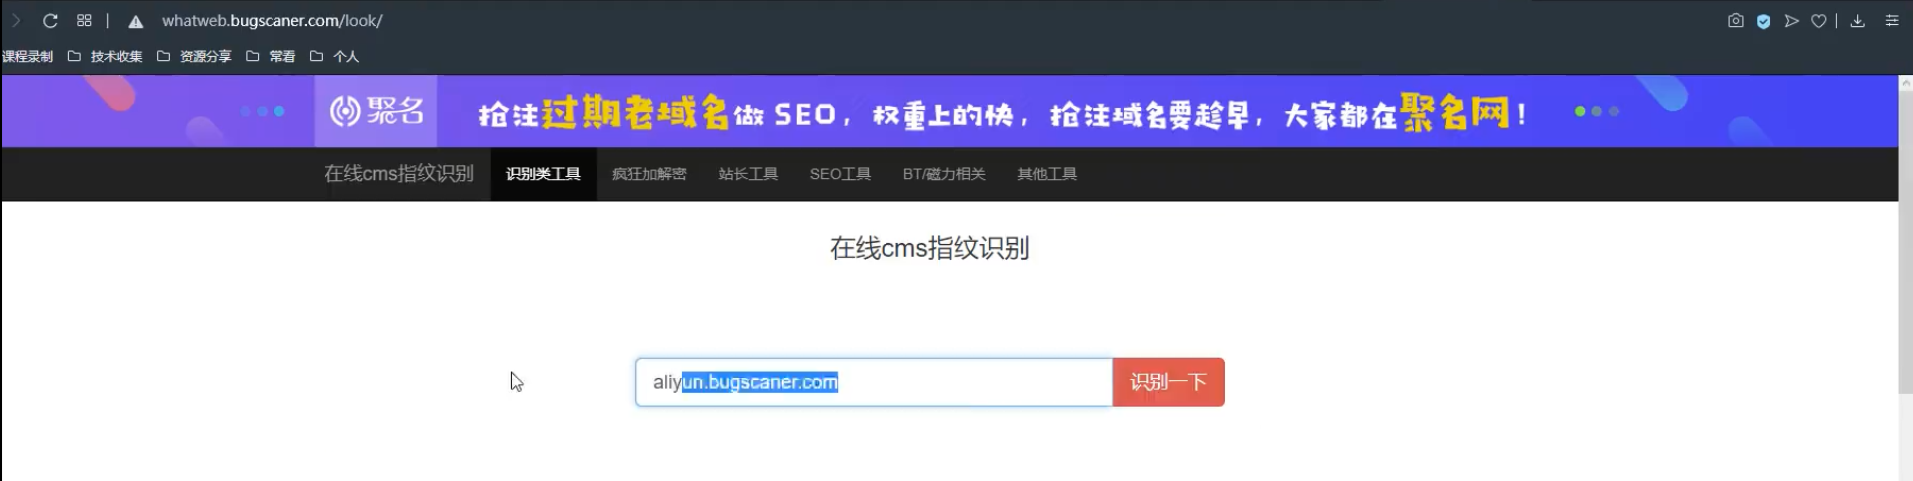 whatweb.bugscaner.com/look/
课程录制 技术收集 资源分享 常看 个人
聚名 抢注过期老域名做 SEO，权重上的快，抢注域名要趁早，大家都在聚名网！
在线cms指纹识别 识别类工具 疯狂加解密 站长工具 SEO工具 BT/磁力相关 其他工具
在线cms指纹识别
aliyun.bugscaner.com 识别一下